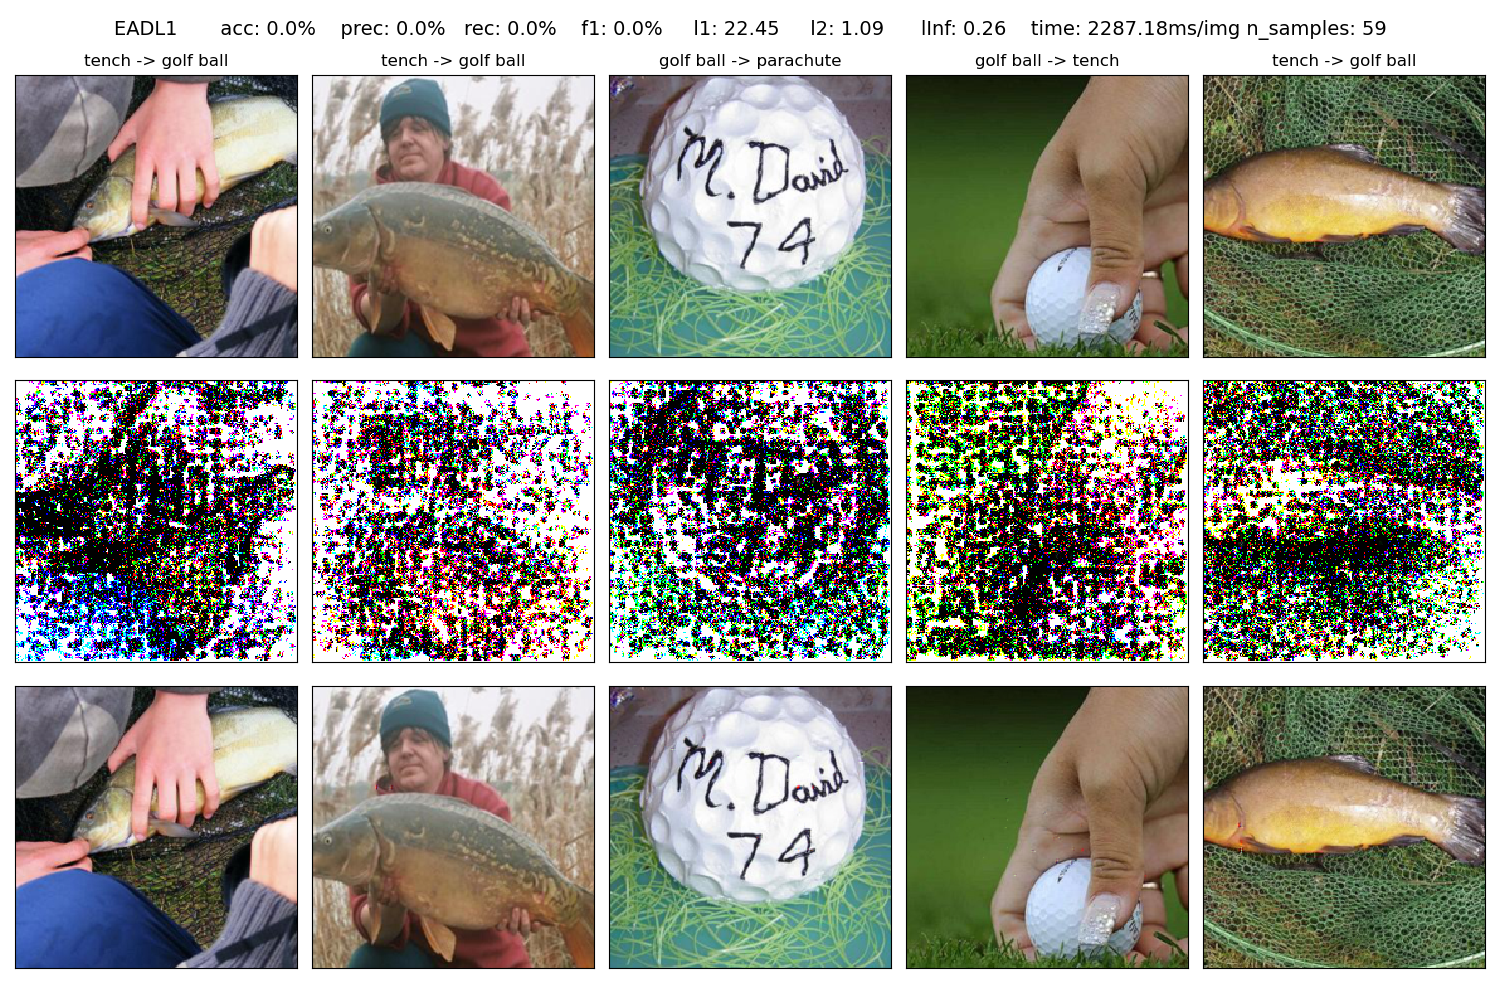 EADL1 acc: 0.0% prec: 0.0% rec: 0.0% f1: 0.0% l1: 22.45 l2: 1.09 lInf: 0.26 time: 2287.18ms/img n_samples: 59
tench -> golf ball
tench -> golf ball
golf ball -> parachute
golf ball -> tench
tench -> golf ball
M. David
74
M. David
74